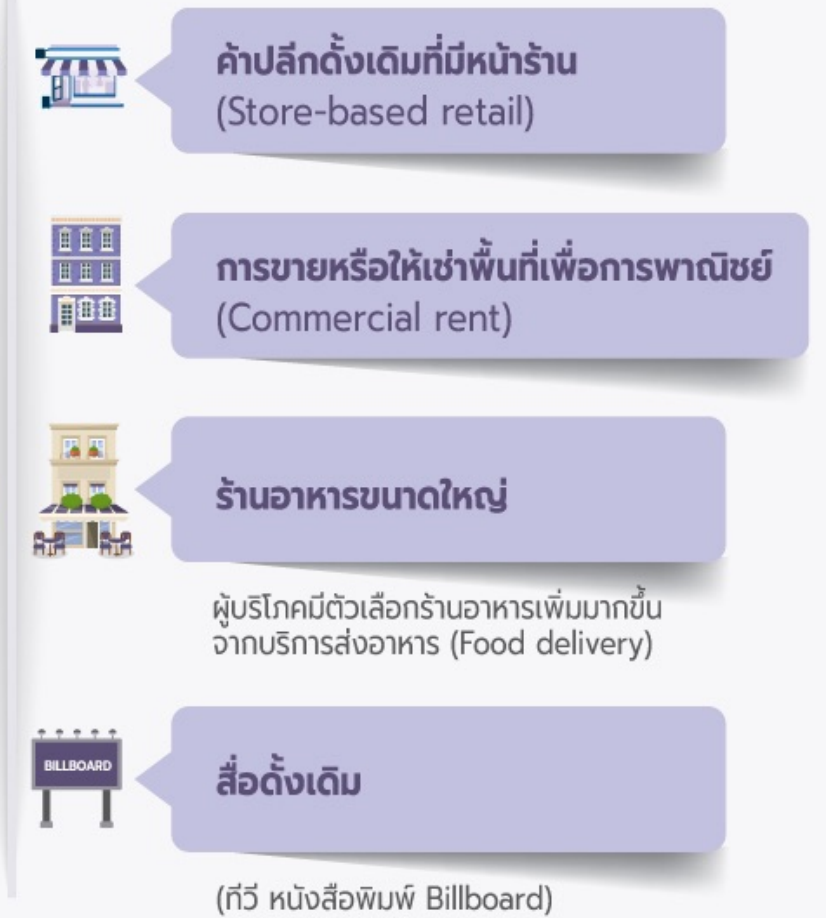 ค้าปลีกดั้งเดิมที่มีหน้าร้าน
(Store-based retail)
การขายหรือให้เช่าพื้นที่เพื่อการพาณิชย์
(Commercial rent)
ร้านอาหารขนาดใหญ่
ผู้บริโภคมีตัวเลือกร้านอาหารเพิ่มมากขึ้น
จากบริการส่งอาหาร (Food delivery)
BILLBOARD
สื่อดั้งเดิม
(ทีวี หนังสือพิมพ์ Billboard)